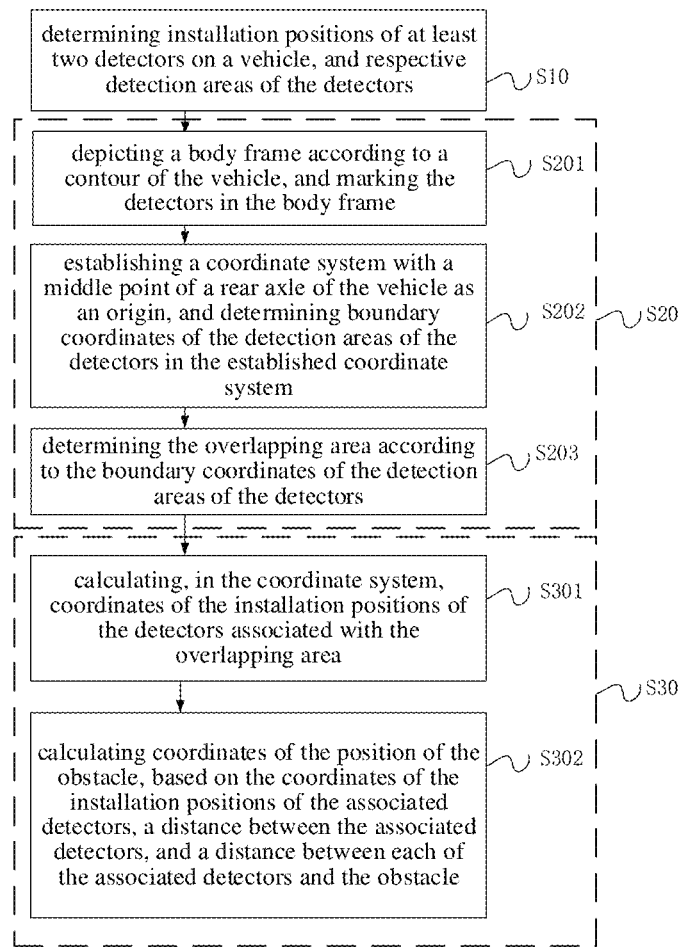 determining installation positions of at least
two detectors on a vehicle, and respective
detection areas of the detectors
S10
depicting a body frame according to a
contour of the vehicle, and marking the
detectors in the body frame
S201
establishing a coordinate system with a
middle point of a rear axle of the vehicle as
an origin, and determining boundary
coordinates of the detection areas of the
detectors in the established coordinate
system
S202
S20
determining the overlapping area according
to the boundary coordinates of the detection
areas of the detectors
S203
calculating, in the coordinate system,
coordinates of the installation positions of
the detectors associated with the
overlapping area
S301
S30
calculating coordinates of the position of the
obstacle, based on the coordinates of the
installation positions of the associated
detectors, a distance between the associated
detectors, and a distance between each of
the associated detectors and the obstacle
S302